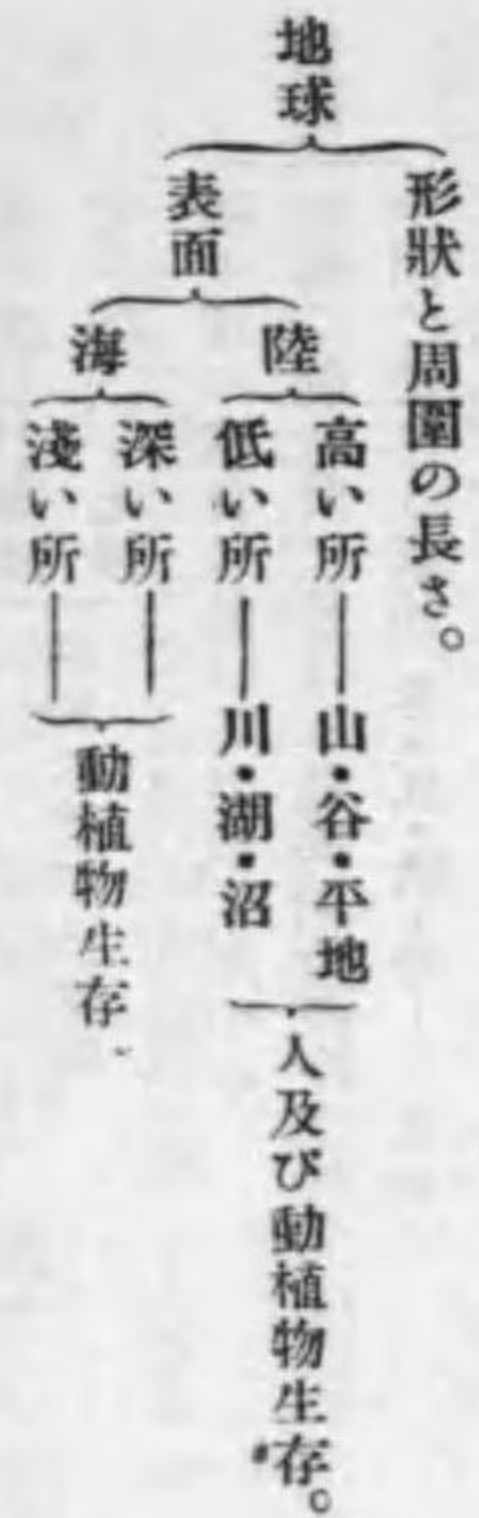 地球
形狀と周圍の長さ。
表面
陸
高い所――山・谷・平地
低い所――川・湖・沼
人及び動植物生存。
海
深い所――
淺い所――
動植物生存、